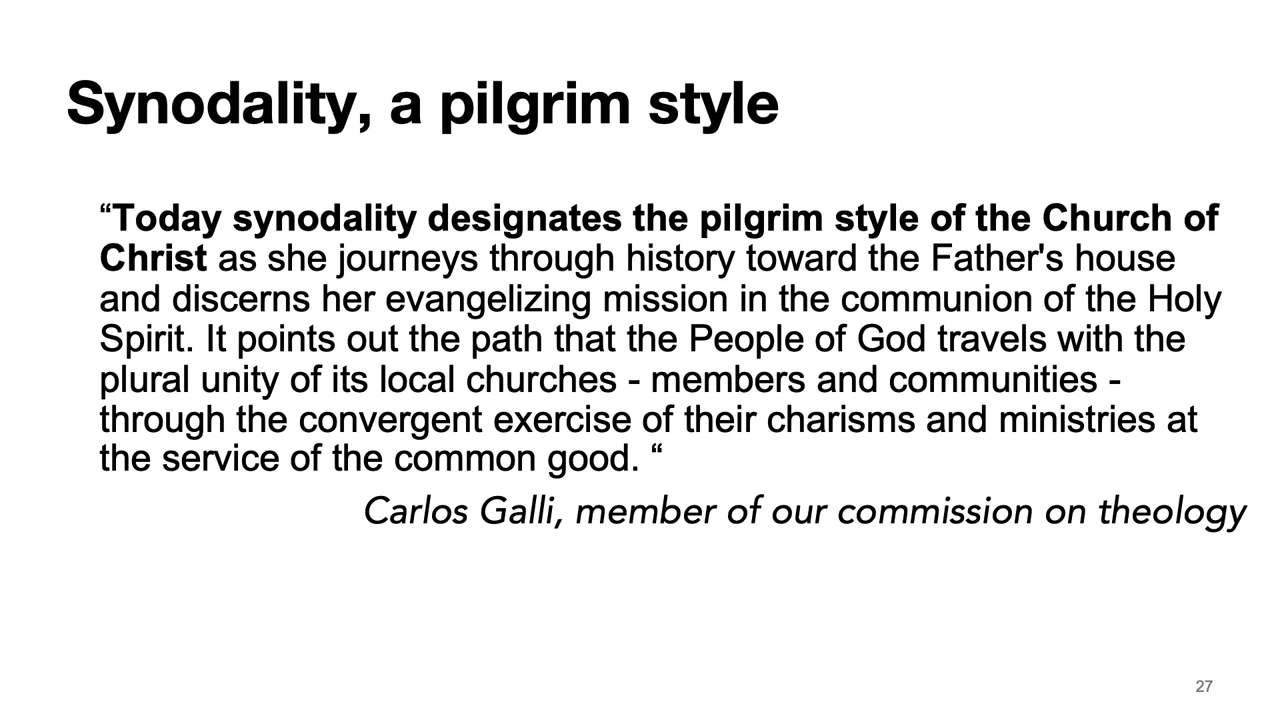 Synodality, a pilgrim style
“Today synodality designates the pilgrim style of the Church of
Christ as she journeys through history toward the Father's house
and discerns her evangelizing mission in the communion of the Holy
Spirit. It points out the path that the People of God travels with the
plural unity of its local churches - members and communities -
through the convergent exercise of their charisms and ministries at
the service of the common good. “
Carlos Galli, member of our commission on theology
27